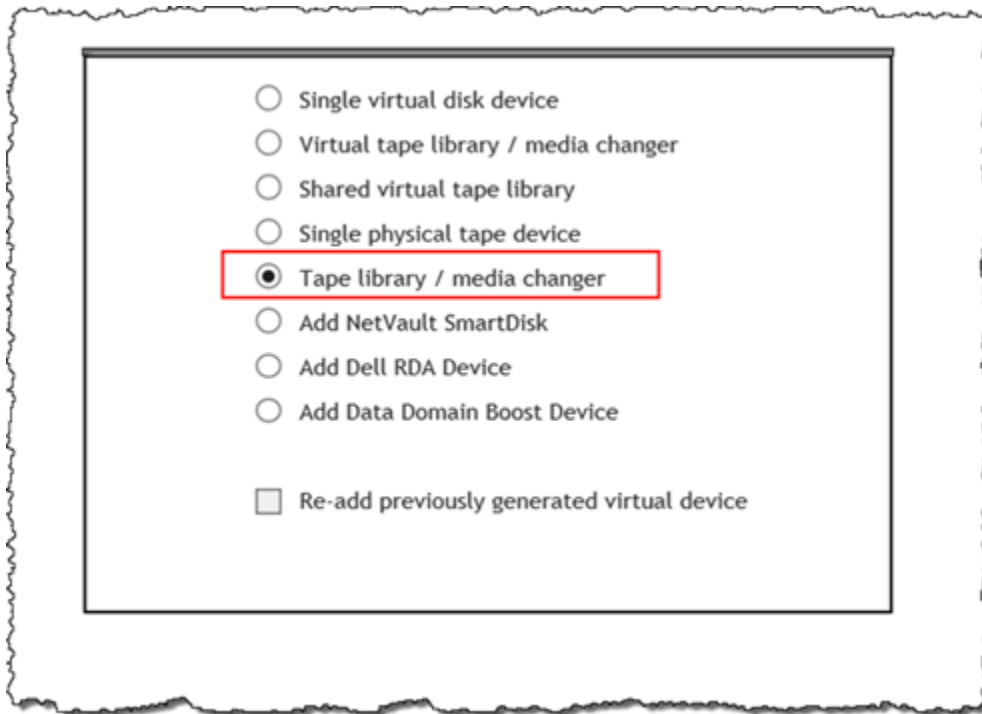 Single virtual disk device
Virtual tape library / media changer
Shared virtual tape library
Single physical tape device
Tape library / media changer
Add NetVault SmartDisk
Add Dell RDA Device
Add Data Domain Boost Device
Re-add previously generated virtual device